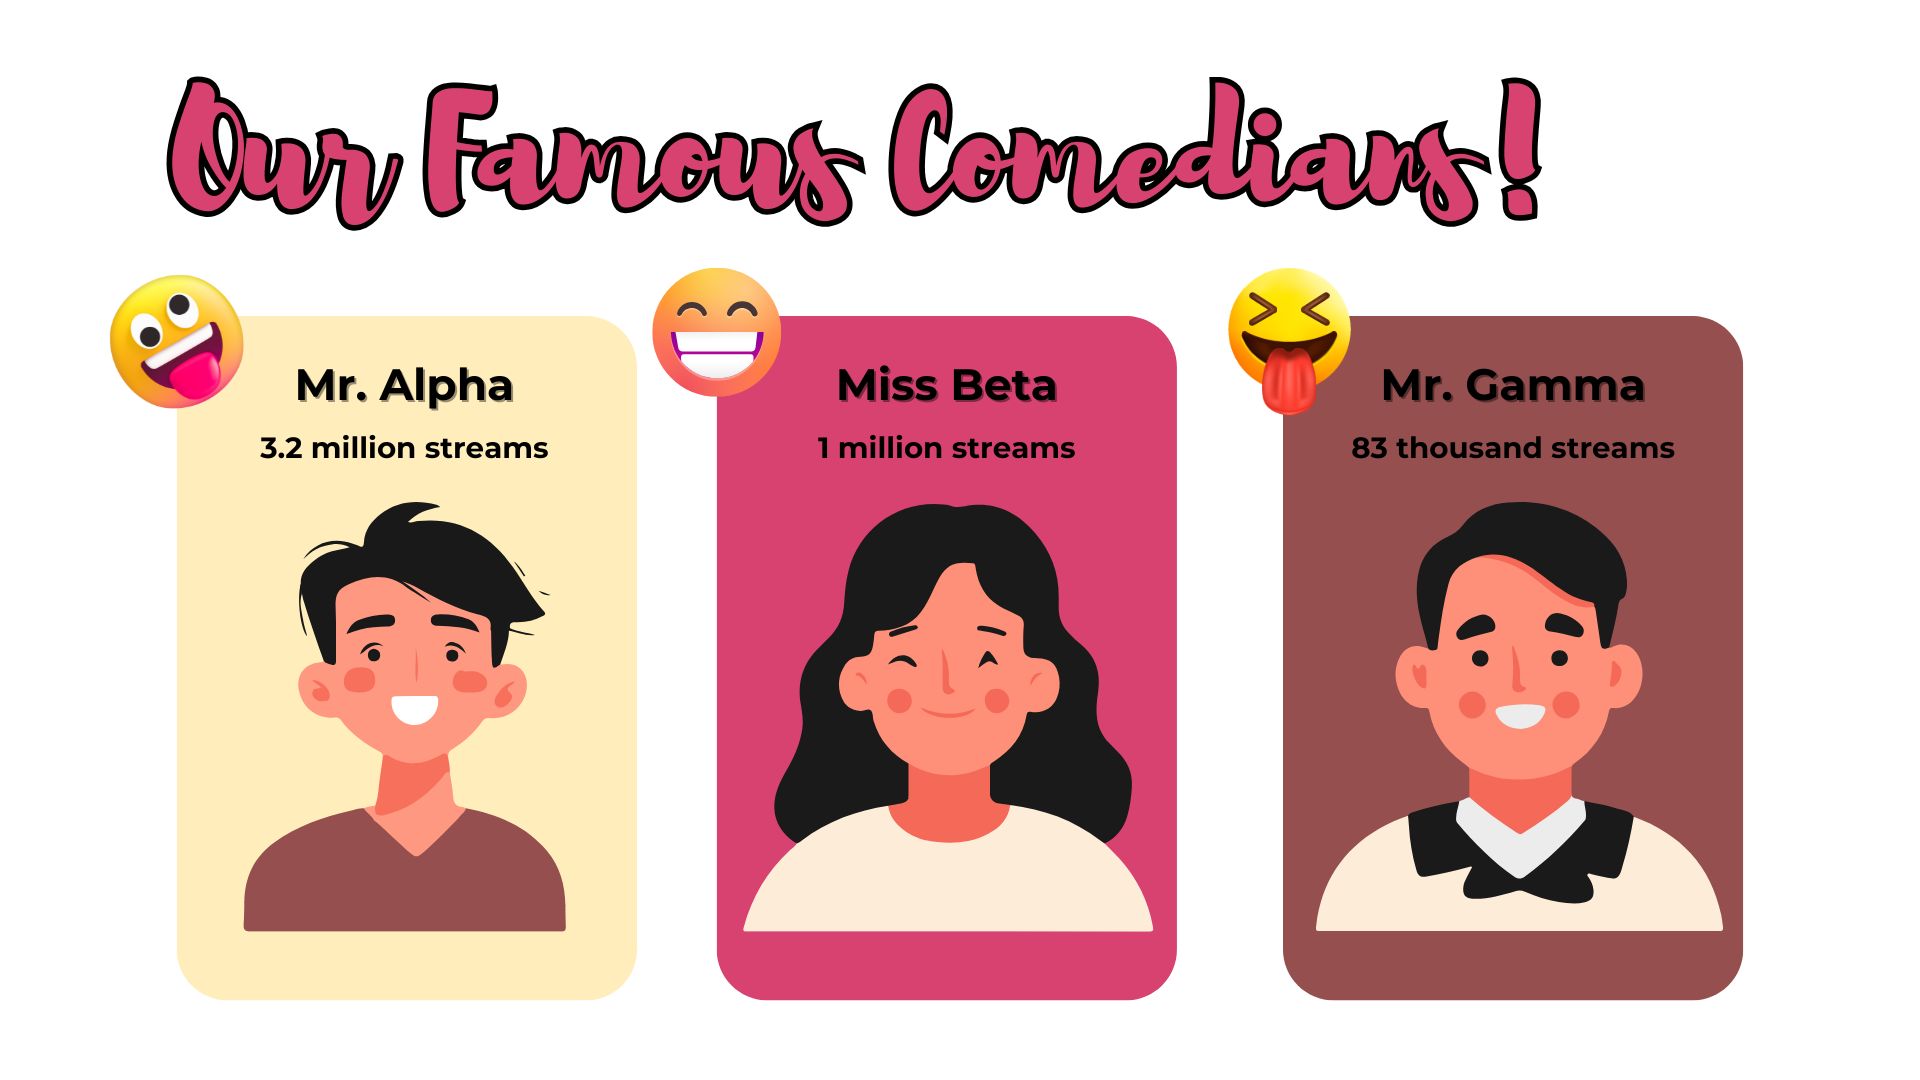 Our Famous Comedians!
Mr. Alpha
3.2 million streams
Miss Beta
1 million streams
Mr. Gamma
83 thousand streams